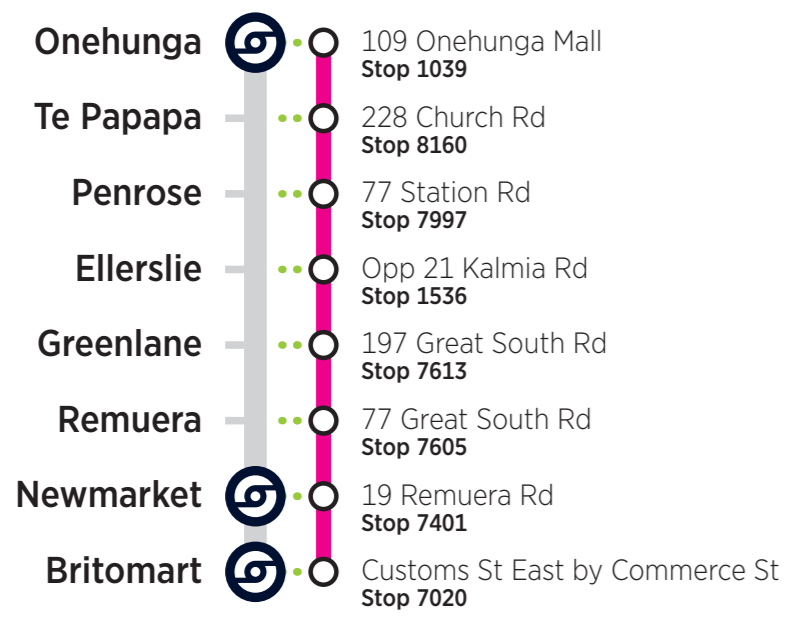 Onehunga
109 Onehunga Mall
Stop 1039
Te Papapa
228 Church Rd
Stop 8160
Penrose
77 Station Rd
Stop 7997
Ellerslie
Opp 21 Kalmia Rd
Stop 1536
Greenlane
197 Great South Rd
Stop 7613
Remuera
77 Great South Rd
Stop 7605
Newmarket
19 Remuera Rd
Stop 7401
Britomart
Customs St East by Commerce St
Stop 7020